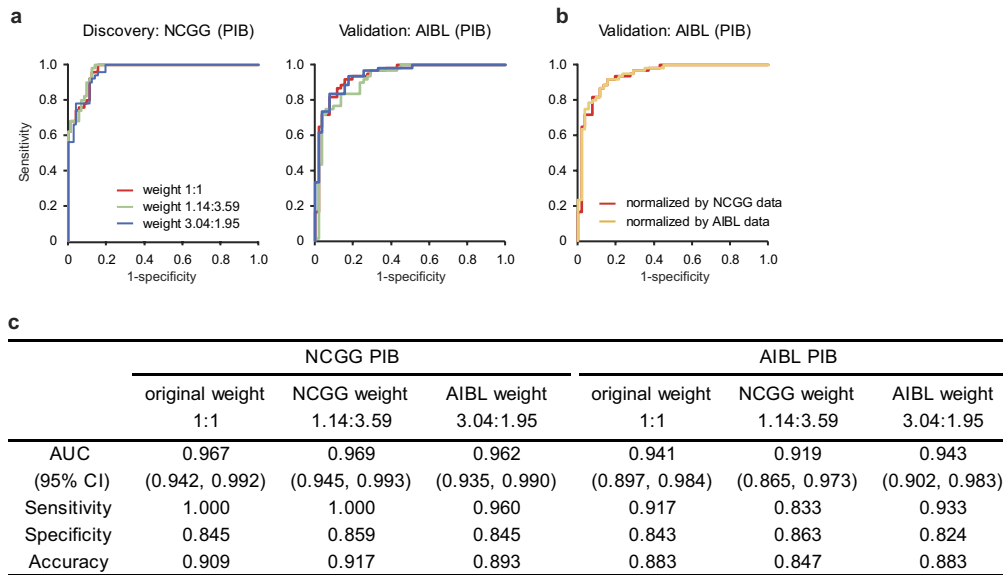 a
Discovery: NCGG (PIB)
Sensitivity
1.0
0.8
0.6
0.4
0.2
0
weight 1:1
weight 1.14:3.59
weight 3.04:1.95
0 0.2 0.4 0.6 0.8 1.0
1-specificity
Validation: AIBL (PIB)
1.0
0.8
0.6
0.4
0.2
0
0 0.2 0.4 0.6 0.8 1.0
1-specificity
b
Validation: AIBL (PIB)
1.0
0.8
0.6
0.4
0.2
0
normalized by NCGG data
normalized by AIBL data
0 0.2 0.4 0.6 0.8 1.0
1-specificity
c
NCGG PIB AIBL PIB
original weight NCGG weight AIBL weight original weight NCGG weight AIBL weight
1:1 1.14:3.59 3.04:1.95 1:1 1.14:3.59 3.04:1.95
AUC 0.967 0.969 0.962 0.941 0.919 0.943
(95% CI) (0.942, 0.992) (0.945, 0.993) (0.935, 0.990) (0.897, 0.984) (0.865, 0.973) (0.902, 0.983)
Sensitivity 1.000 1.000 0.960 0.917 0.833 0.933
Specificity 0.845 0.859 0.845 0.843 0.863 0.824
Accuracy 0.909 0.917 0.893 0.883 0.847 0.883